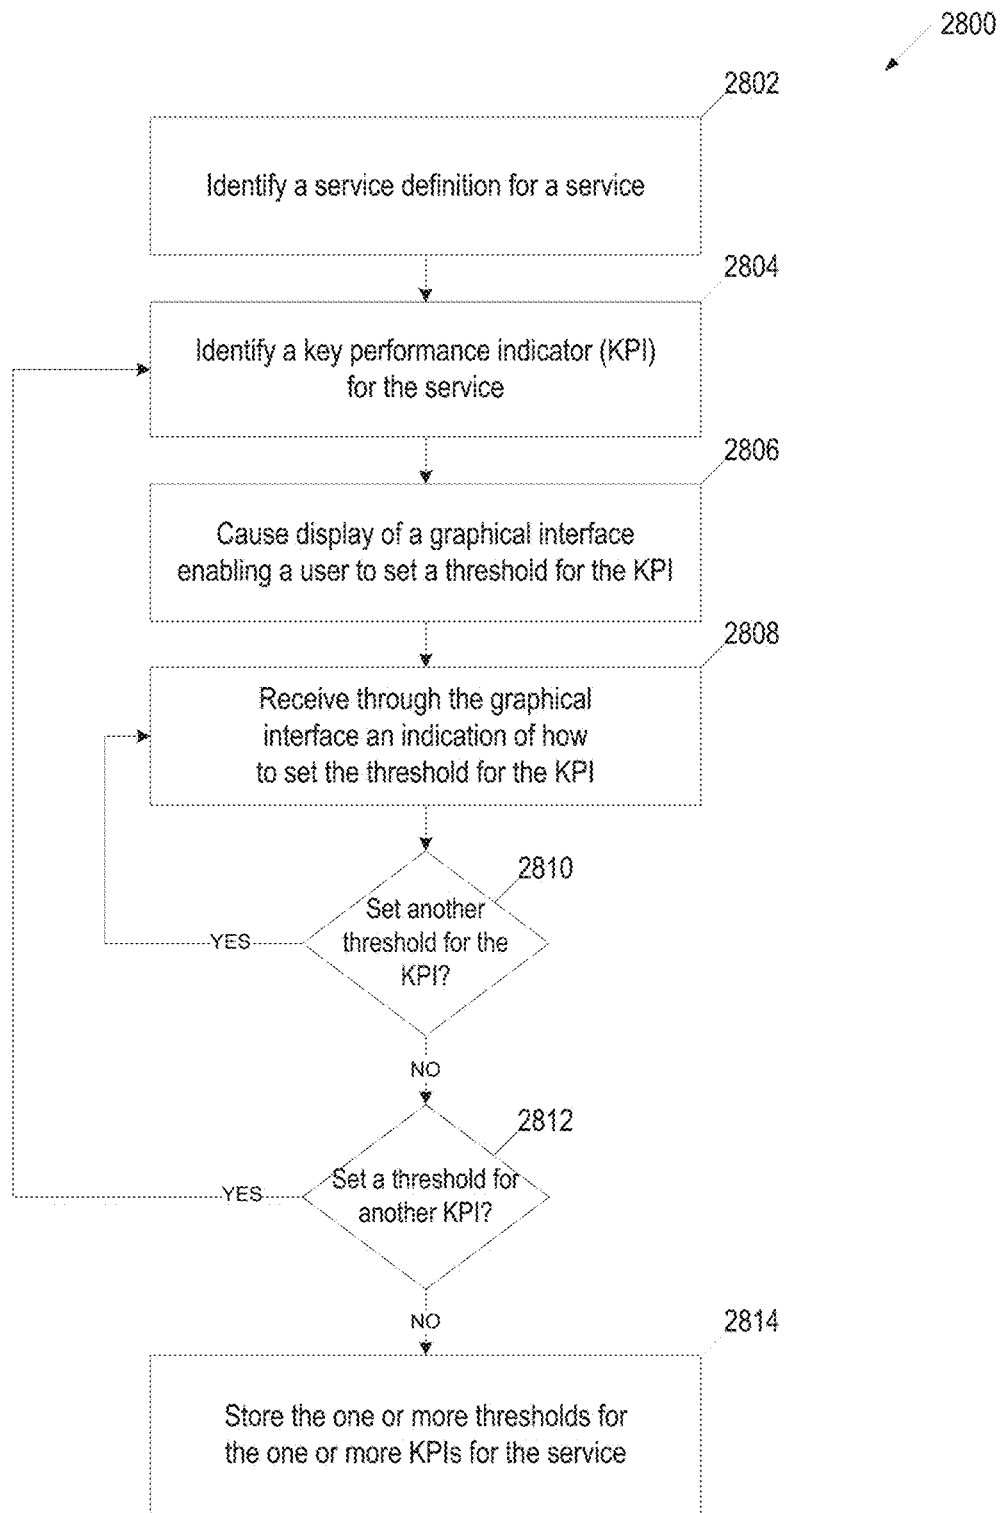 2800
2802
Identify a service definition for a service
2804
Identify a key performance indicator (KPI)
for the service
2806
Cause display of a graphical interface
enabling a user to set a threshold for the KPI
2808
Receive through the graphical
interface an indication of how
to set the threshold for the KPI
2810
Set another
threshold for the
KPI?
YES
NO
2812
Set a threshold for
another KPI?
YES
NO
2814
Store the one or more thresholds for
the one or more KPIs for the service